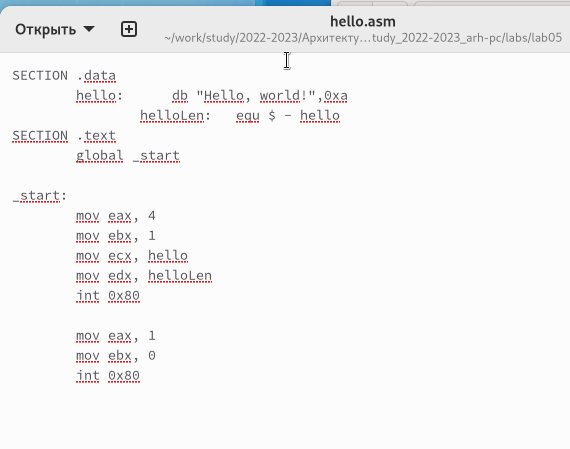 hello.asm
Открыть
~/work/study/2022-2023/Архитекту…tudy_2022-2023_arh-pc/labs/lab05
SECTION .data
hello: db "Hello, world!",0xa
helloLen: equ $ - hello
SECTION .text
global _start
_start:
mov eax, 4
mov ebx, 1
mov ecx, hello
mov edx, helloLen
int 0x80
mov eax, 1
mov ebx, 0
int 0x80